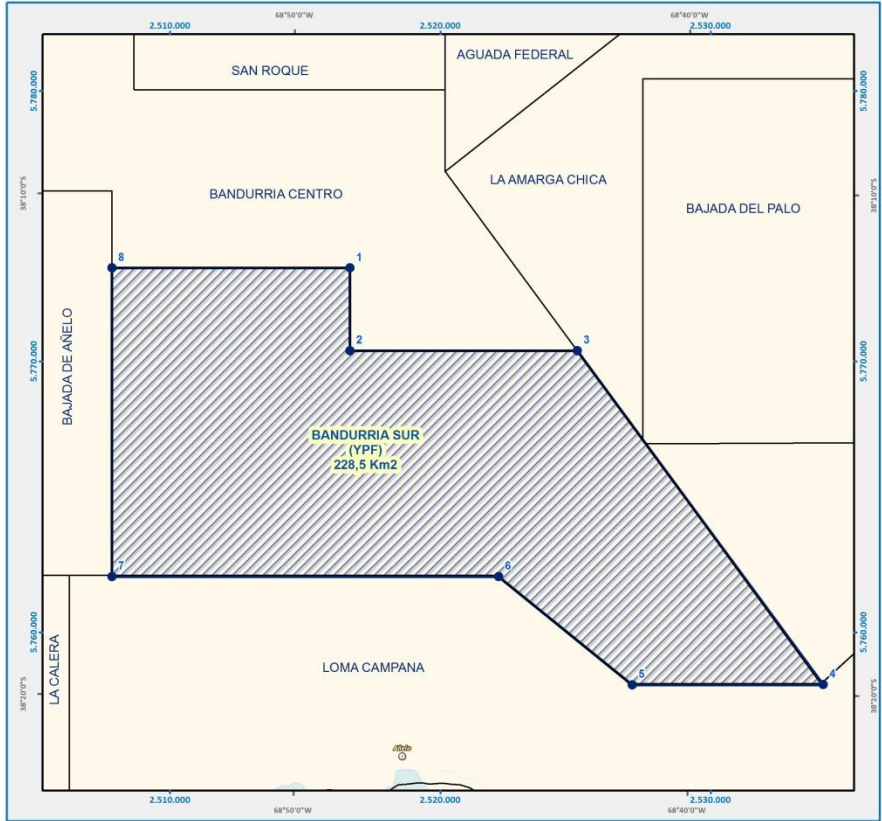 68°50'0"W
68°40'0"W
2.510.000
2.520.000
2.530.000
AGUADA FEDERAL
SAN ROQUE
5.780.000
5.780.000
LA AMARGA CHICA
BANDURRIA CENTRO
38°10'0"S
38°10'0"S
BAJADA DEL PALO
8
1
2
3
BAJADA DE AÑELO
5.770.000
5.770.000
BANDURRIA SUR
(YPF)
228,5 Km2
7
6
5.760.000
5.760.000
LA CALERA
LOMA CAMPANA
5
4
38°20'0"S
38°20'0"S
Añelo
2.510.000
2.520.000
2.530.000
68°50'0"W
68°40'0"W